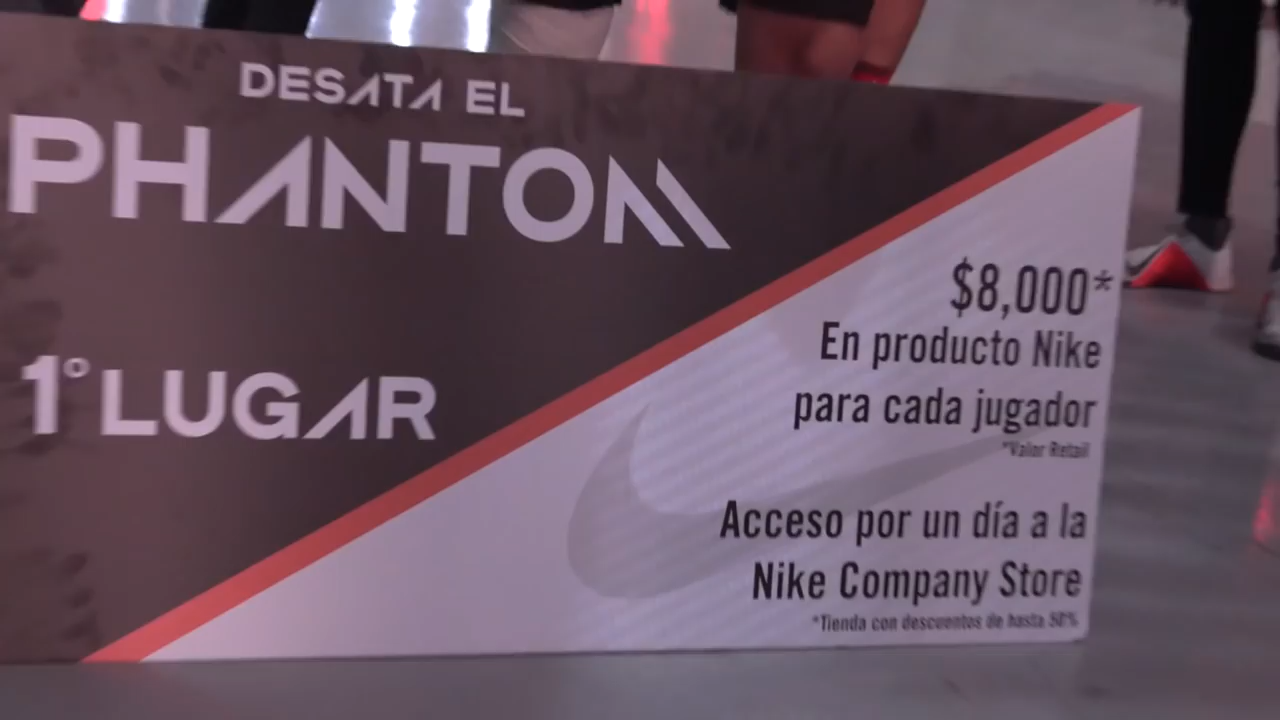 DESATA EL
PHANTOM
1° LUGAR
$8,000*
En producto Nike
para cada jugador
*Valor Retail
Acceso por un día a la
Nike Company Store
*Tienda con descuentos de hasta 50%